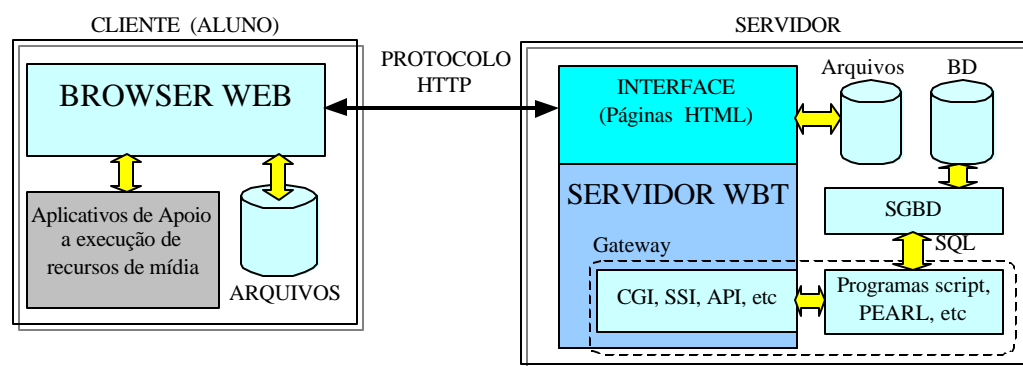 CLIENTE (ALUNO)
BROWSER WEB
Aplicativos de Apoio
a execução de
recursos de mídia
ARQUIVOS
PROTOCOLO
HTTP
SERVIDOR
INTERFACE
(Páginas HTML)
Arquivos
BD
SERVIDOR WBT
SGBD
SQL
Gateway
CGI, SSI, API, etc
Programas script,
PEARL, etc